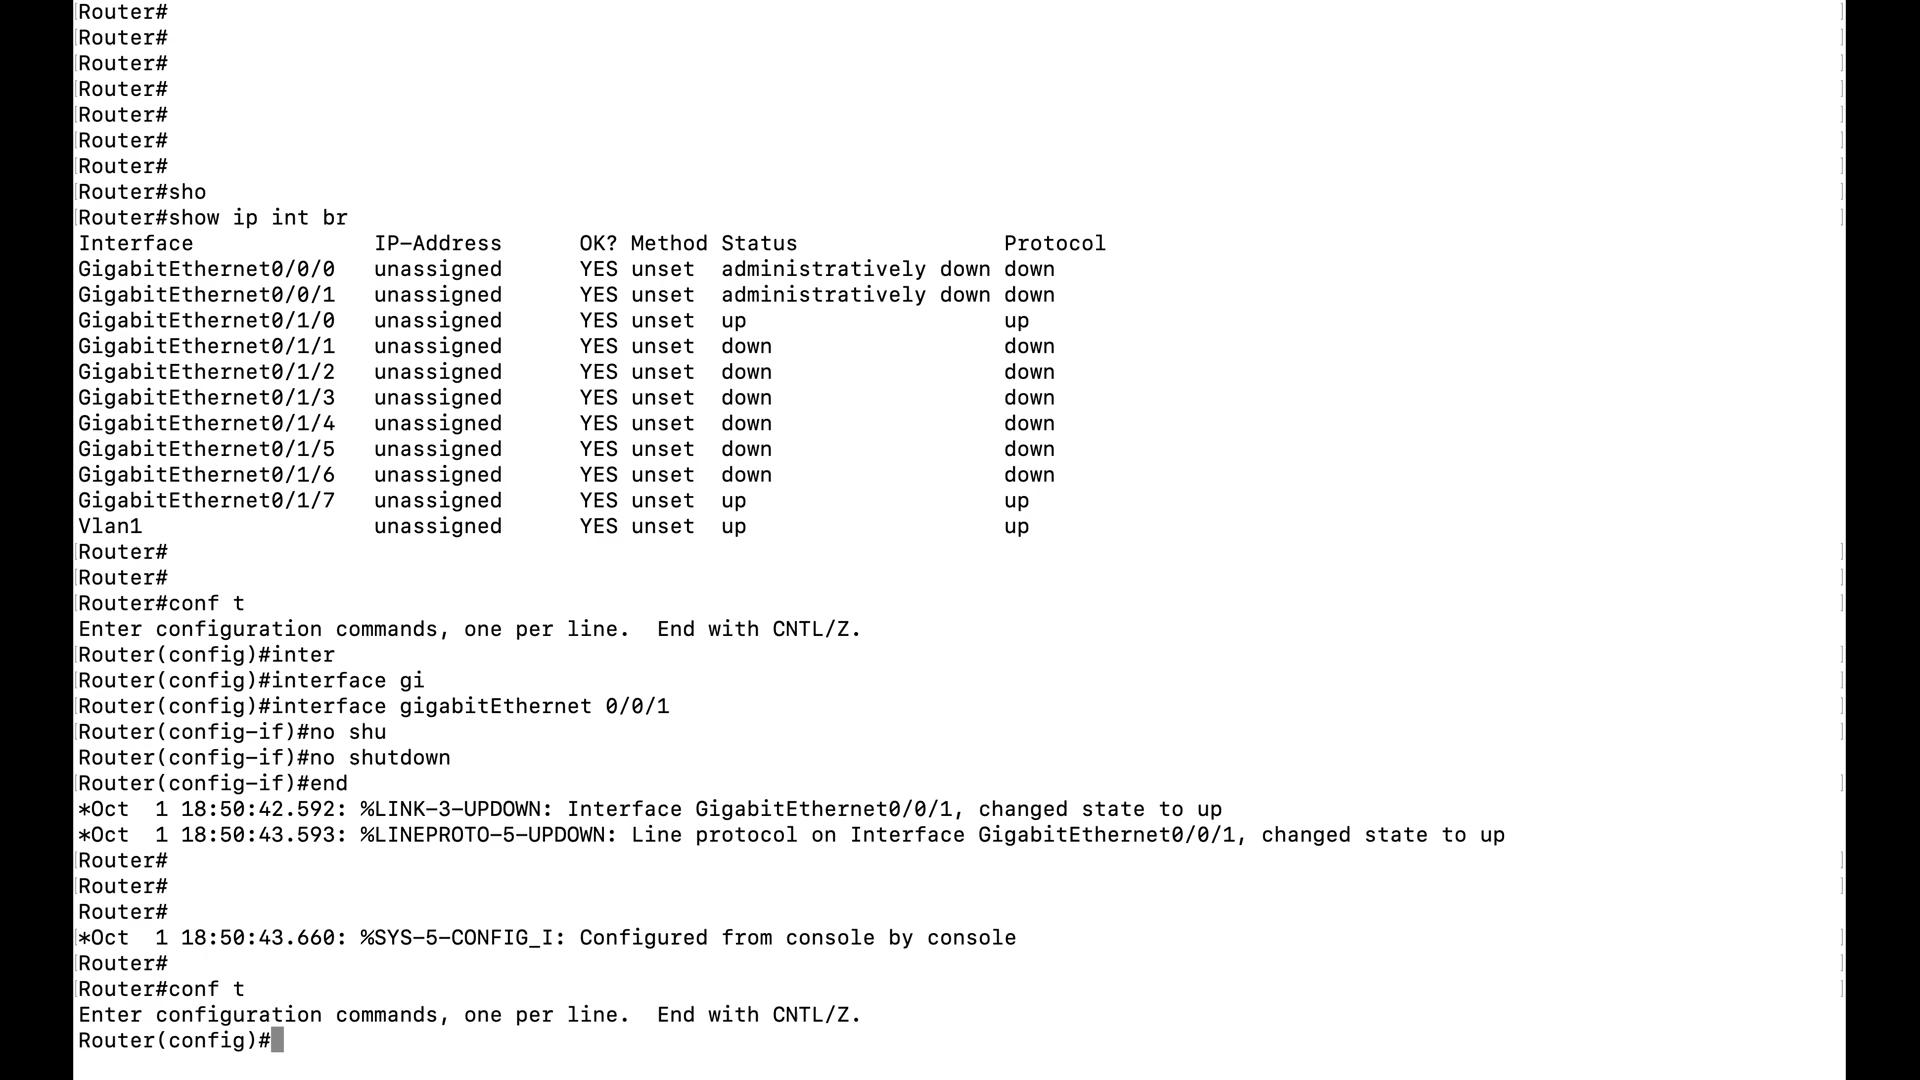 Router#
Router#
Router#
Router#
Router#
Router#
Router#
Router#sho
Router#show ip int br
Interface              IP-Address      OK? Method Status                Protocol
GigabitEthernet0/0/0   unassigned      YES unset  administratively down down
GigabitEthernet0/0/1   unassigned      YES unset  administratively down down
GigabitEthernet0/1/0   unassigned      YES unset  up                    up
GigabitEthernet0/1/1   unassigned      YES unset  down                  down
GigabitEthernet0/1/2   unassigned      YES unset  down                  down
GigabitEthernet0/1/3   unassigned      YES unset  down                  down
GigabitEthernet0/1/4   unassigned      YES unset  down                  down
GigabitEthernet0/1/5   unassigned      YES unset  down                  down
GigabitEthernet0/1/6   unassigned      YES unset  down                  down
GigabitEthernet0/1/7   unassigned      YES unset  up                    up
Vlan1                  unassigned      YES unset  up                    up
Router#
Router#
Router#conf t
Enter configuration commands, one per line.  End with CNTL/Z.
Router(config)#inter
Router(config)#interface gi
Router(config)#interface gigabitEthernet 0/0/1
Router(config-if)#no shu
Router(config-if)#no shutdown
Router(config-if)#end
*Oct  1 18:50:42.592: %LINK-3-UPDOWN: Interface GigabitEthernet0/0/1, changed state to up
*Oct  1 18:50:43.593: %LINEPROTO-5-UPDOWN: Line protocol on Interface GigabitEthernet0/0/1, changed state to up
Router#
Router#
Router#
*Oct  1 18:50:43.660: %SYS-5-CONFIG_I: Configured from console by console
Router#
Router#conf t
Enter configuration commands, one per line.  End with CNTL/Z.
Router(config)#